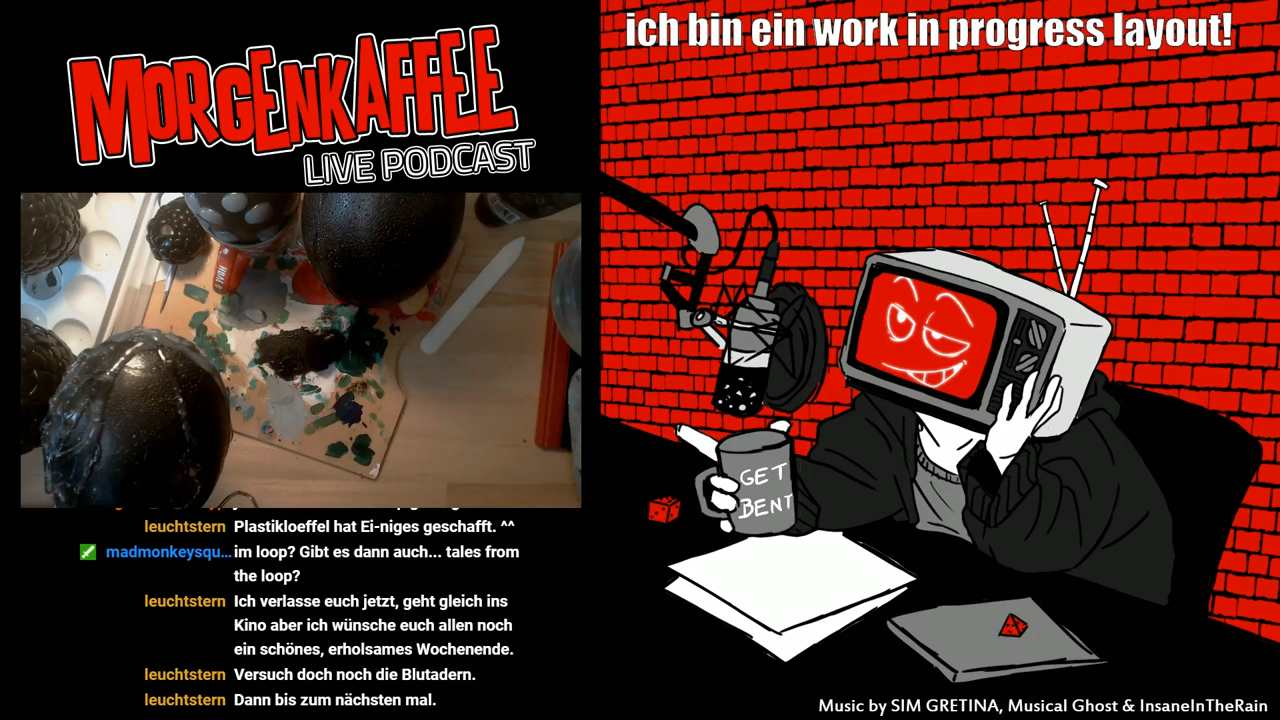 ich bin ein work in progress layout!
MORGENKAFFEE
LIVE PODCAST
GET
BENT
leuchtstern Plastikloeffel hat Ei-niges geschafft. ^^
madmonkeysqu... im loop? Gibt es dann auch... tales from
the loop?
leuchtstern Ich verlasse euch jetzt, geht gleich ins
Kino aber ich wünsche euch allen noch
ein schönes, erholsames Wochenende.
leuchtstern Versuch doch noch die Blutadern.
leuchtstern Dann bis zum nächsten mal.
Music by SIM GRETINA, Musical Ghost & InsaneInTheRain